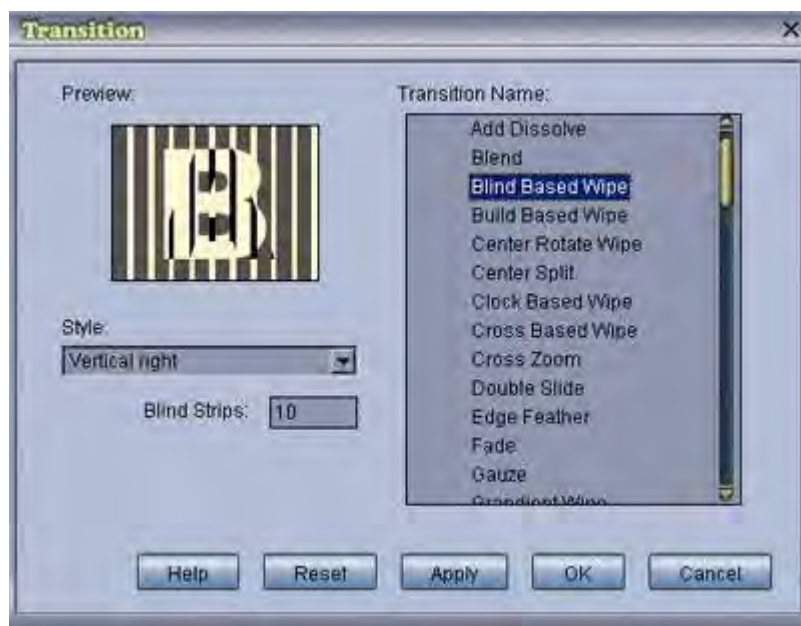 Transition
Preview:
Transition Name:
Add Dissolve
Blend
Blind Based Wipe
Build Based Wipe
Center Rotate Wipe
Center Split
Clock Based Wipe
Cross Based Wipe
Cross Zoom
Double Slide
Edge Feather
Fade
Gauze
Grandient Wipe
B
Style:
Vertical right
Blind Strips: 10
Help Reset Apply OK Cancel